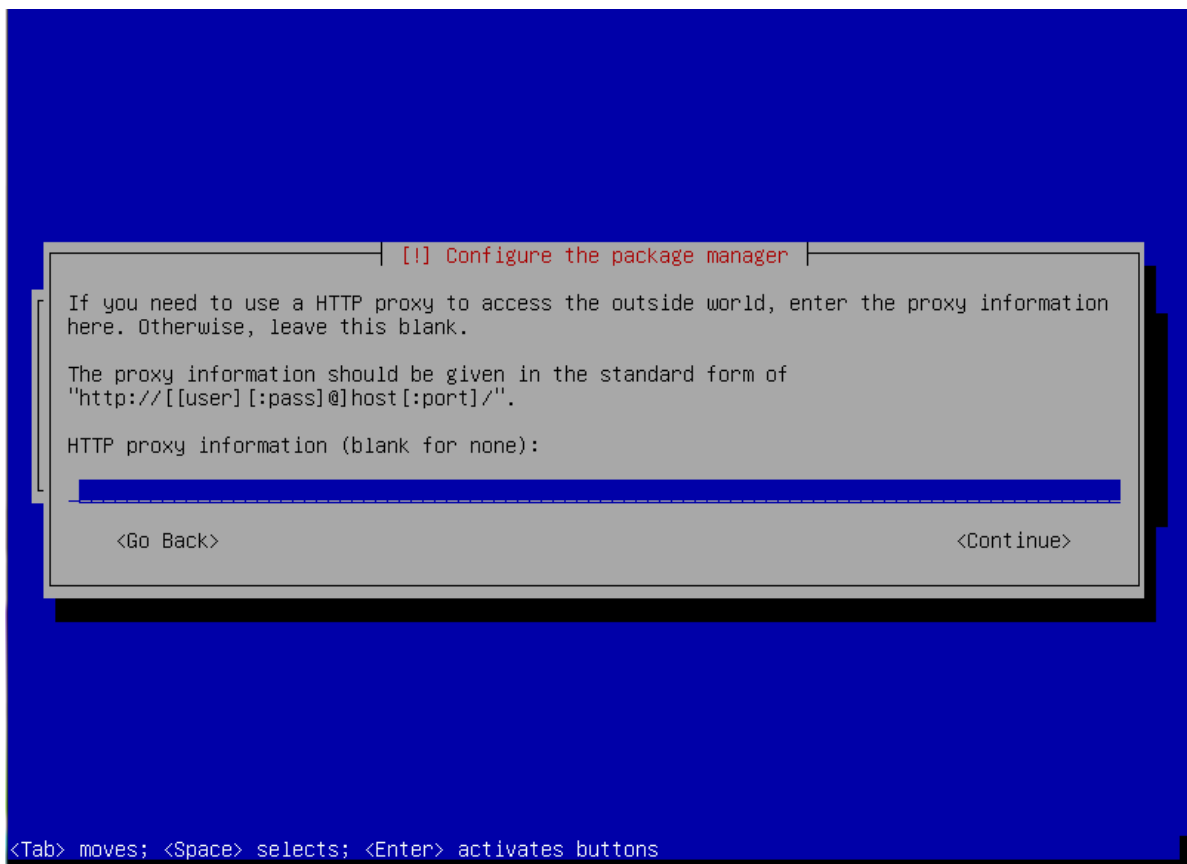 [!] Configure the package manager
If you need to use a HTTP proxy to access the outside world, enter the proxy information
here. Otherwise, leave this blank.
The proxy information should be given in the standard form of
"http://[[user][:pass]@]host[:port]/".
HTTP proxy information (blank for none):
<Go Back> <Continue>
<Tab> moves; <Space> selects; <Enter> activates buttons